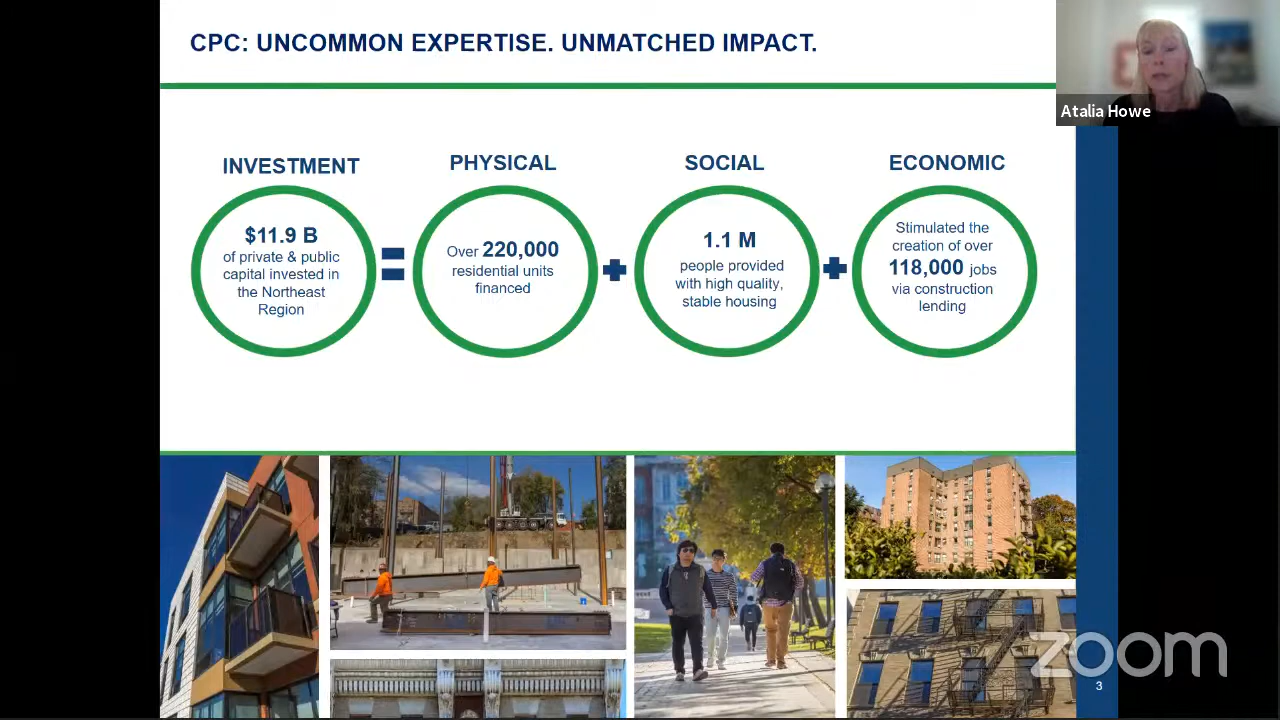 CPC: UNCOMMON EXPERTISE. UNMATCHED IMPACT.
Atalia Howe
INVESTMENT
$11.9 B
of private & public
capital invested in
the Northeast
Region
PHYSICAL
Over 220,000
residential units
financed
SOCIAL
1.1 M
people provided
with high quality,
stable housing
ECONOMIC
Stimulated the
creation of over
118,000 jobs
via construction
lending
zoom
3